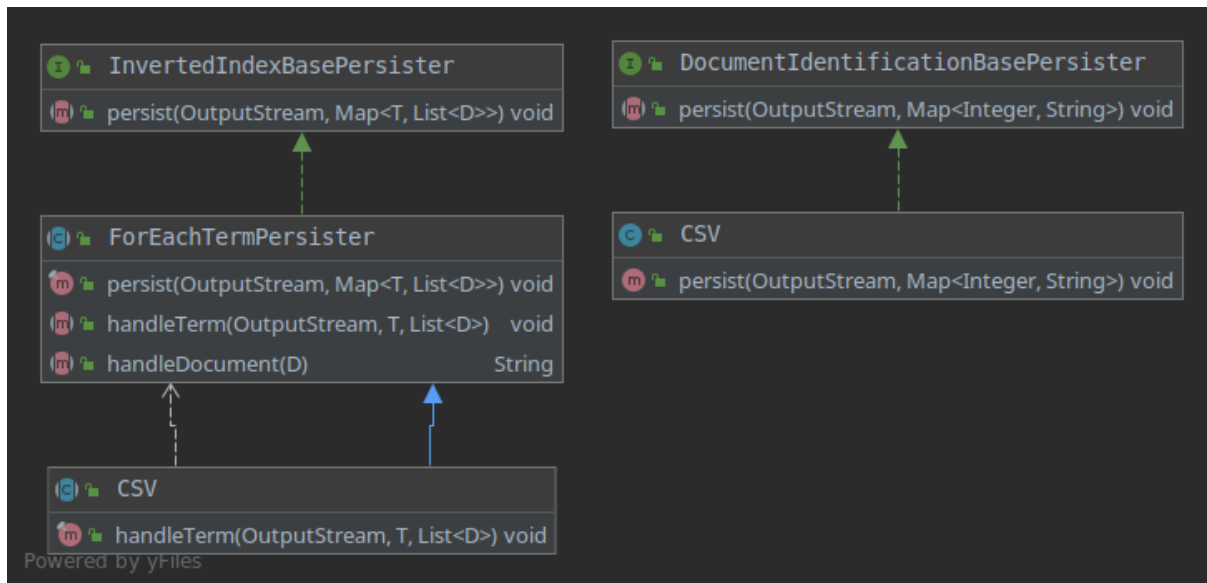 InvertedIndexBasePersister
persist(OutputStream, Map<T, List<D>>) void
ForEachTermPersister
persist(OutputStream, Map<T, List<D>>) void
handleTerm(OutputStream, T, List<D>) void
handleDocument(D) String
CSV
handleTerm(OutputStream, T, List<D>) void
DocumentIdentificationBasePersister
persist(OutputStream, Map<Integer, String>) void
CSV
persist(OutputStream, Map<Integer, String>) void
Powered by yFiles